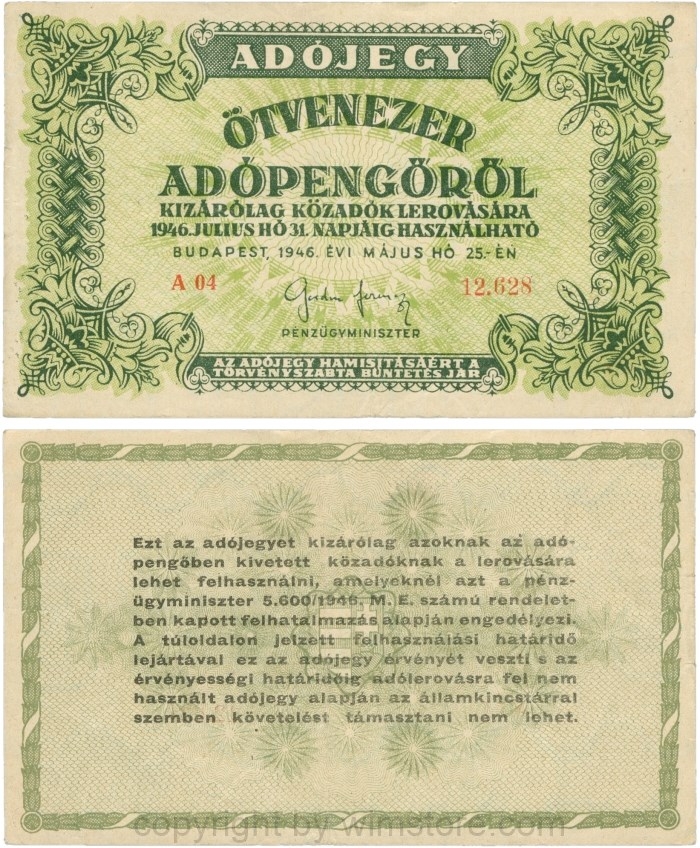 ADÓJEGY
ÖTVENEZER
ADÓPENGŐRŐL
KIZÁRÓLAG KÖZADÓK LEROVÁSÁRA
1946. JULIUS HÓ 31. NAPJÁIG HASZNÁLHATÓ
BUDAPEST, 1946. ÉVI MÁJUS HÓ 25.-ÉN
A 04 12.628
PÉNZÜGYMINISZTER
AZ ADÓJEGY HAMISITÁSAÉRT A
TÖRVÉNYSZABTA BÜNTETÉS JÁR
Ezt az adójegyet kizárólag azoknak az adó-
pengőben kivetett közadóknak a lerovására
lehet felhasználni, amelyeknél azt a pénz-
ügyminiszter 5.600/1946. M. E. számú rendelet-
ben kapott felhatalmazás alapján engedélyezi.
A túloldalon jelzett felhasználási határidő
lejártával ez az adójegy érvényét veszti s az
érvényességi határidőig adólerovásra fel nem
használt adójegy alapján az államkincstárral
szemben követelést támasztani nem lehet.
copyright by wimstore.com